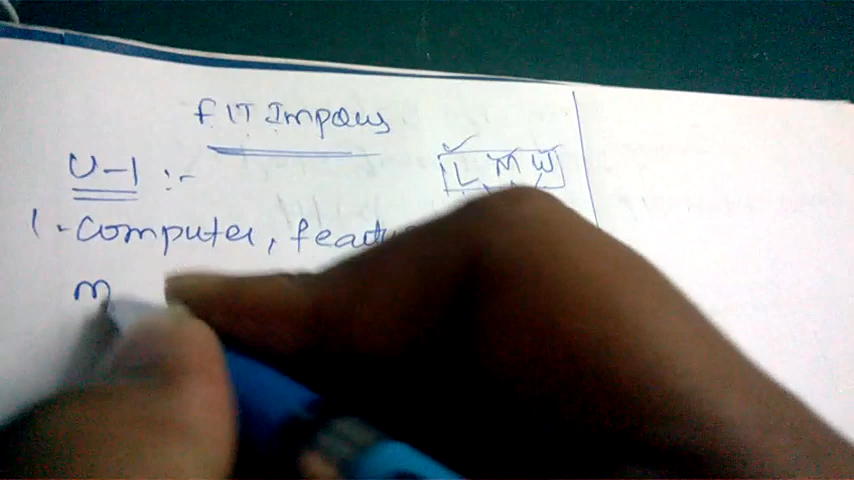 FIT Impous
U-1 :-
L M W
1. Computer, featu
m